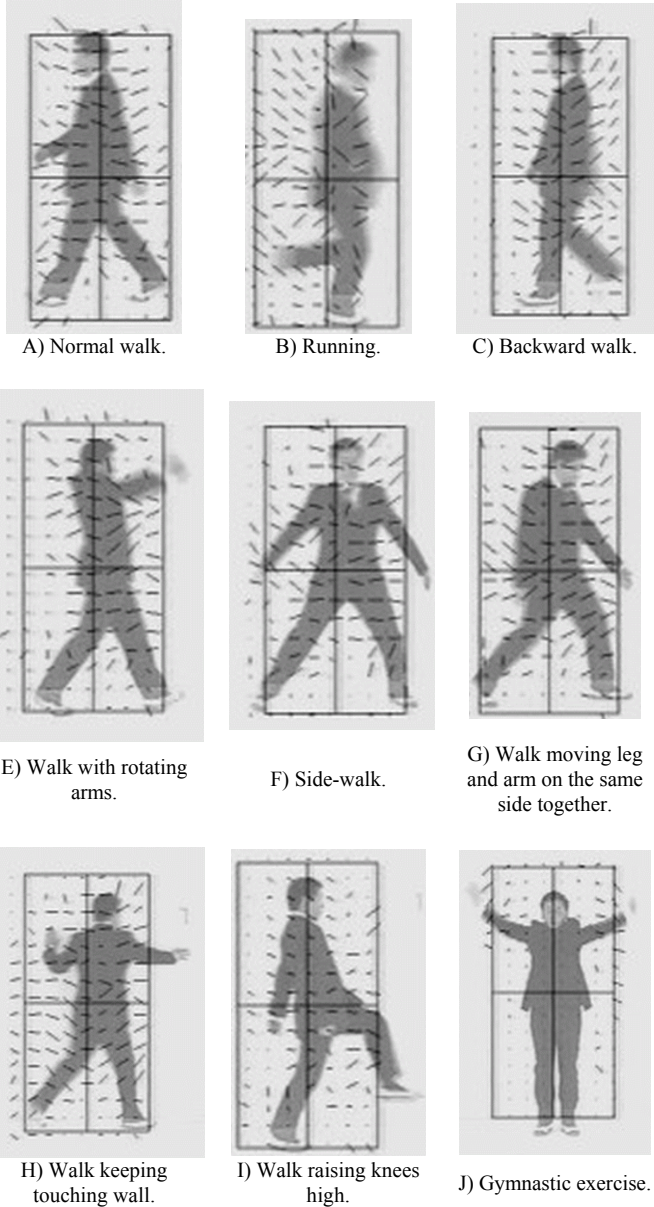 A) Normal walk.
B) Running.
C) Backward walk.
E) Walk with rotating
arms.
F) Side-walk.
G) Walk moving leg
and arm on the same
side together.
H) Walk keeping
touching wall.
I) Walk raising knees
high.
J) Gymnastic exercise.